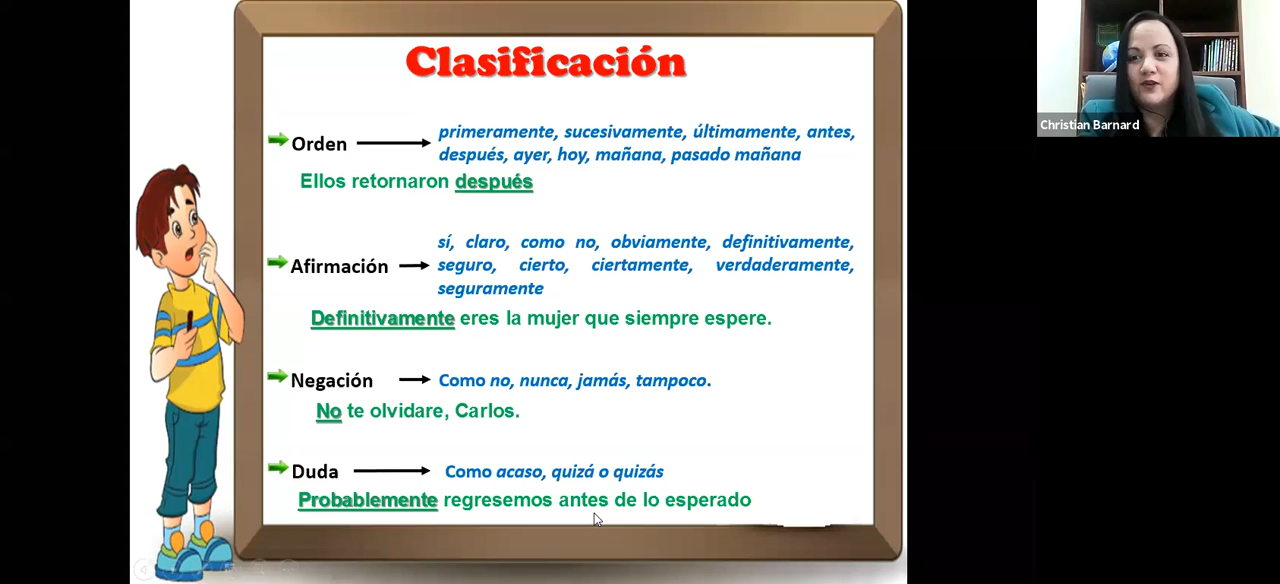 Clasificación
Orden
primeramente, sucesivamente, últimamente, antes,
después, ayer, hoy, mañana, pasado mañana
Ellos retornaron después
Afirmación
sí, claro, como no, obviamente, definitivamente,
seguro, cierto, ciertamente, verdaderamente,
seguramente
Definitivamente eres la mujer que siempre espere.
Negación
Como no, nunca, jamás, tampoco.
No te olvidare, Carlos.
Duda
Como acaso, quizá o quizás
Probablemente regresemos antes de lo esperado
Christian Barnard